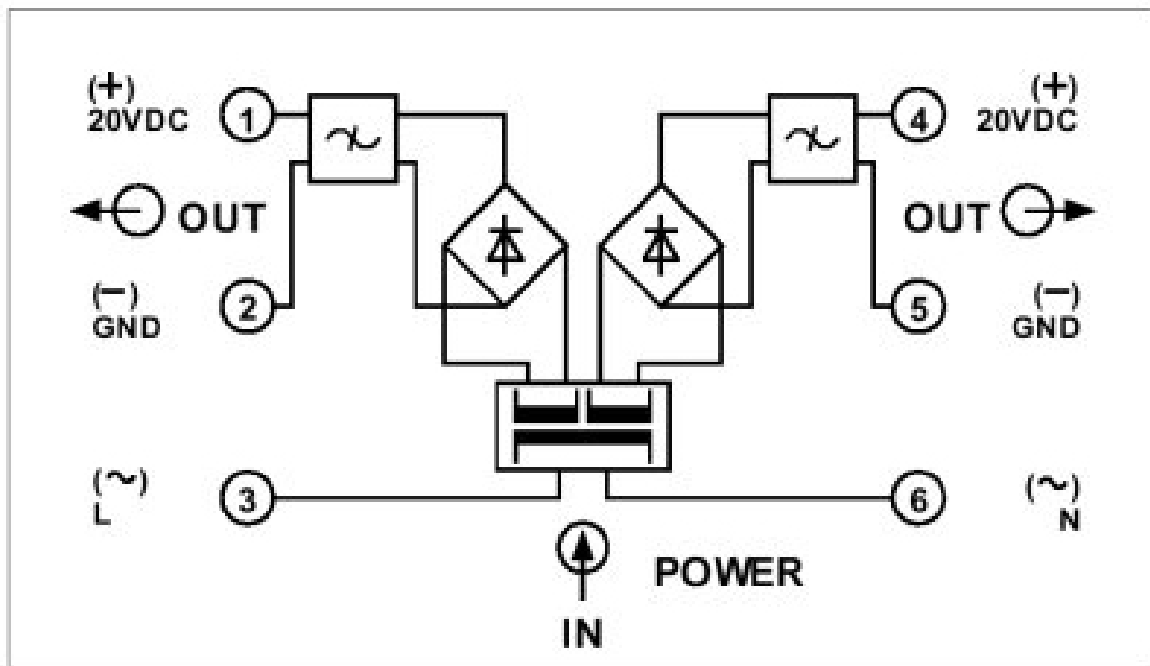 (+)
20VDC
1
4
(+)
20VDC
OUT
OUT
(−)
GND
2
5
(−)
GND
(~)
L
3
6
(~)
N
POWER
IN